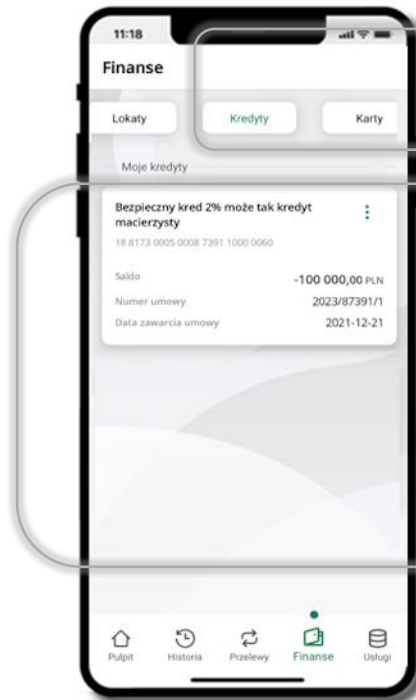 11:18
Finanse
Lokaty Kredyty Karty
Moje kredyty
Bezpieczny kred 2% może tak kredyt
macierzysty
18 8173 0005 0008 7391 1000 0060
Saldo -100 000,00 PLN
Numer umowy 2023/87391/1
Data zawarcia umowy 2021-12-21
Pulpit Historia Przelewy Finanse Usługi